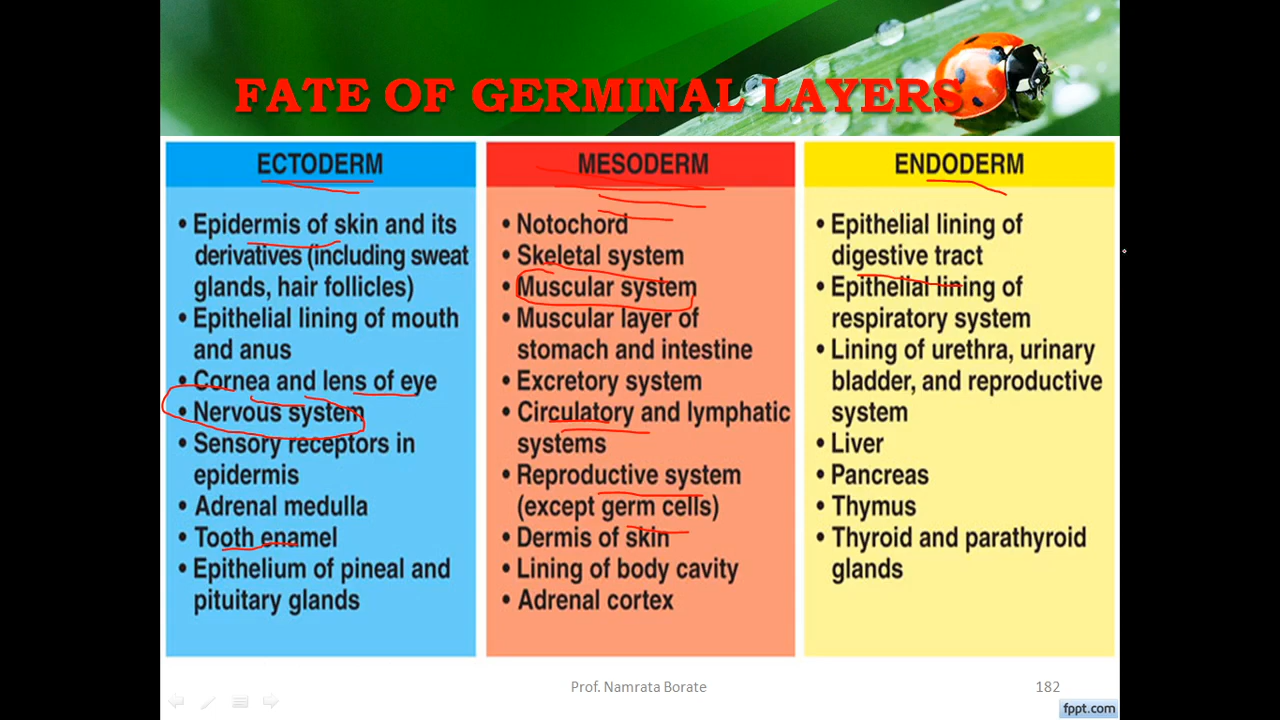 FATE OF GERMINAL LAYERS
ECTODERM
• Epidermis of skin and its
derivatives (including sweat
glands, hair follicles)
• Epithelial lining of mouth
and anus
• Cornea and lens of eye
• Nervous system
• Sensory receptors in
epidermis
• Adrenal medulla
• Tooth enamel
• Epithelium of pineal and
pituitary glands
MESODERM
• Notochord
• Skeletal system
• Muscular system
• Muscular layer of
stomach and intestine
• Excretory system
• Circulatory and lymphatic
systems
• Reproductive system
(except germ cells)
• Dermis of skin
• Lining of body cavity
• Adrenal cortex
ENDODERM
• Epithelial lining of
digestive tract
• Epithelial lining of
respiratory system
• Lining of urethra, urinary
bladder, and reproductive
system
• Liver
• Pancreas
• Thymus
• Thyroid and parathyroid
glands
Prof. Namrata Borate
182
fppt.com